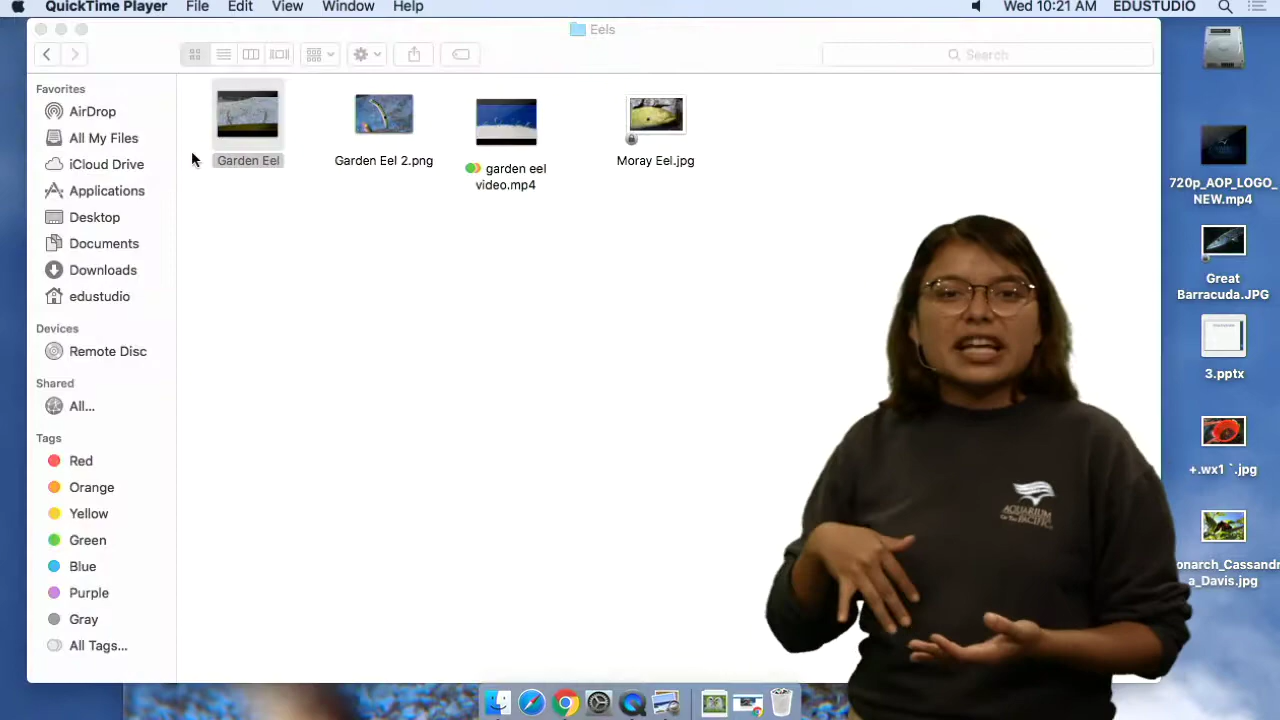 QuickTime Player File Edit View Window Help Wed 10:21 AM EDUSTUDIO
Eels
Search
Favorites
AirDrop
All My Files
iCloud Drive
Applications
Desktop
Documents
Downloads
edustudio
Devices
Remote Disc
Shared
All...
Tags
Red
Orange
Yellow
Green
Blue
Purple
Gray
All Tags...
Garden Eel
Garden Eel 2.png
garden eel
video.mp4
Moray Eel.jpg
720p_AOP_LOGO_
NEW.mp4
Great
Barracuda.JPG
3.pptx
+.wx1 `.jpg
onarch_Cassandr
a_Davis.jpg
AQUARIUM
OF THE PACIFIC